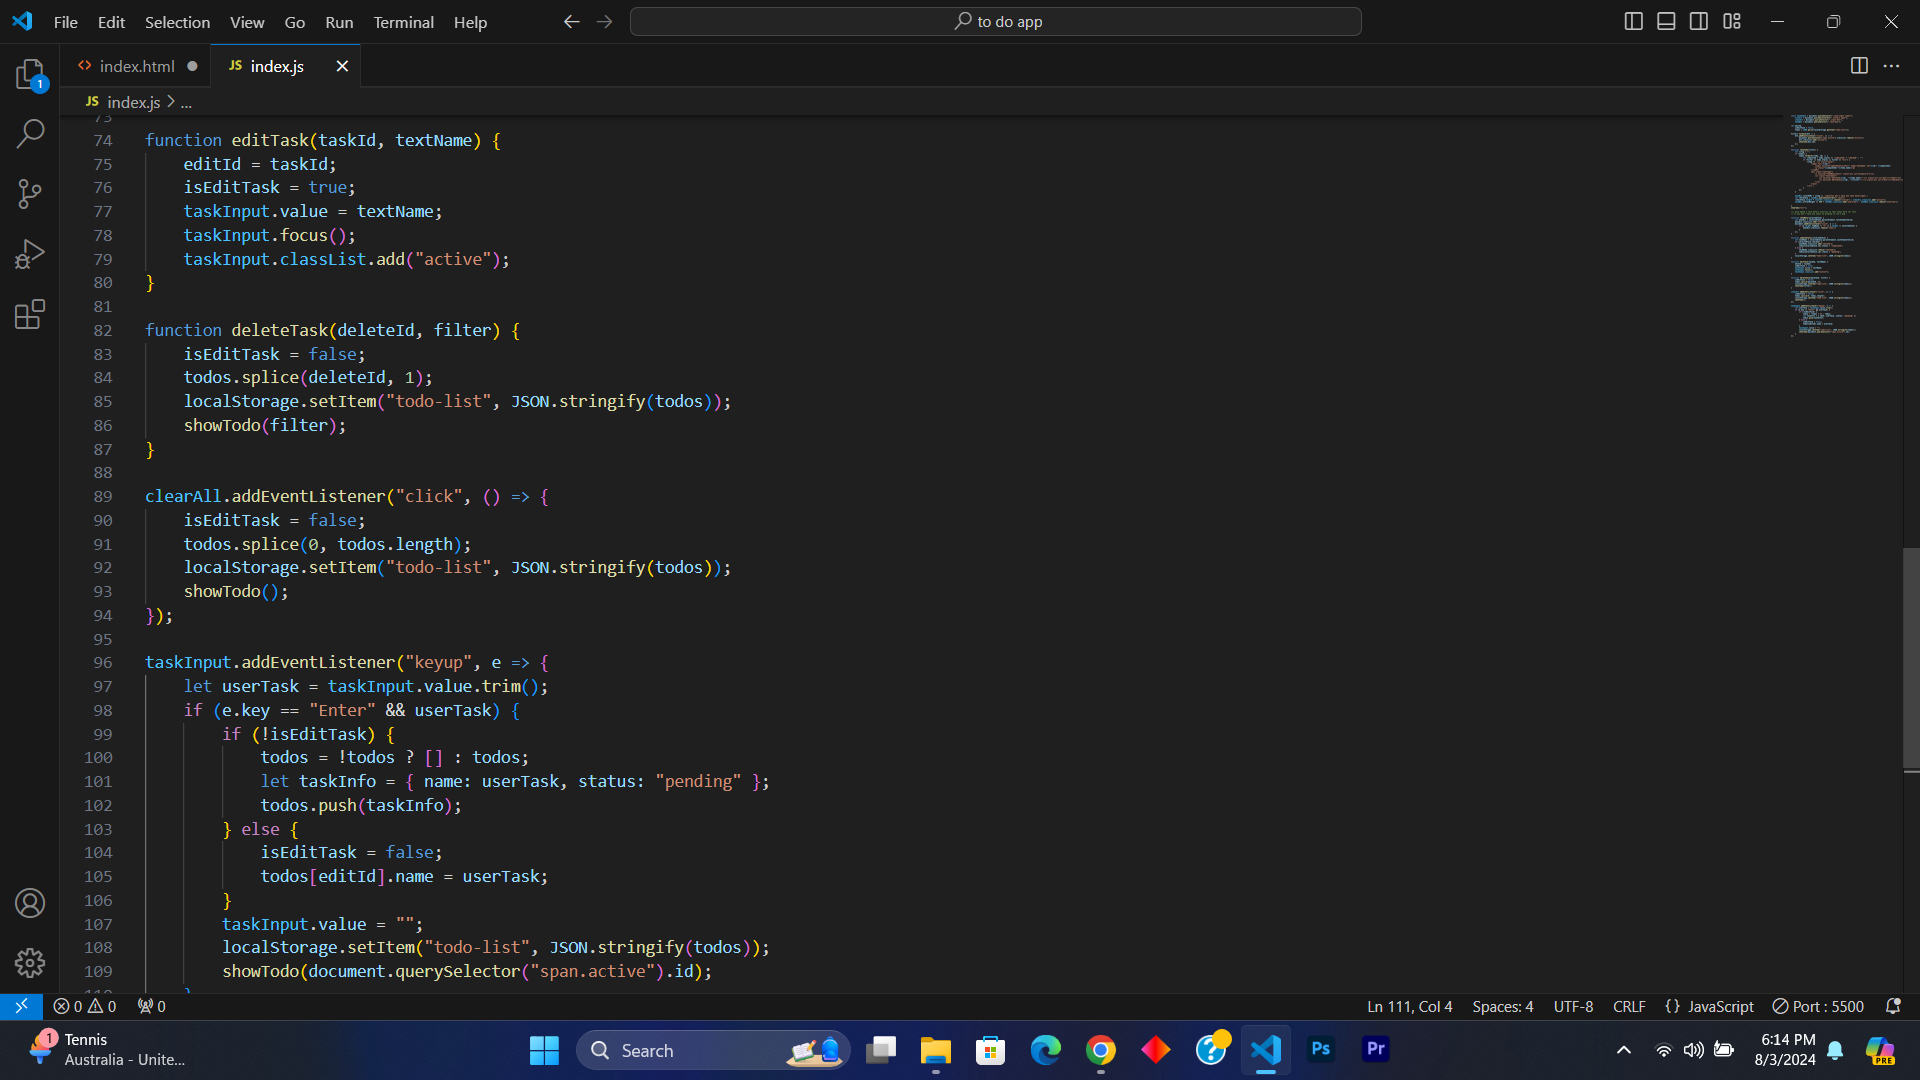 File Edit Selection View Go Run Terminal Help to do app
1
index.html JS index.js
JS index.js > ...
73
74 function editTask(taskId, textName) {
75 editId = taskId;
76 isEditTask = true;
77 taskInput.value = textName;
78 taskInput.focus();
79 taskInput.classList.add("active");
80 }
81
82 function deleteTask(deleteId, filter) {
83 isEditTask = false;
84 todos.splice(deleteId, 1);
85 localStorage.setItem("todo-list", JSON.stringify(todos));
86 showTodo(filter);
87 }
88
89 clearAll.addEventListener("click", () => {
90 isEditTask = false;
91 todos.splice(0, todos.length);
92 localStorage.setItem("todo-list", JSON.stringify(todos));
93 showTodo();
94 });
95
96 taskInput.addEventListener("keyup", e => {
97 let userTask = taskInput.value.trim();
98 if (e.key == "Enter" && userTask) {
99 if (!isEditTask) {
100 todos = !todos ? [] : todos;
101 let taskInfo = { name: userTask, status: "pending" };
102 todos.push(taskInfo);
103 } else {
104 isEditTask = false;
105 todos[editId].name = userTask;
106 }
107 taskInput.value = "";
108 localStorage.setItem("todo-list", JSON.stringify(todos));
109 showTodo(document.querySelector("span.active").id);
110 }
0 0 0 Ln 111, Col 4 Spaces: 4 UTF-8 CRLF {} JavaScript Port : 5500
1 Tennis
Australia - Unite...
Search
Ps Pr
PRE
6:14 PM
8/3/2024